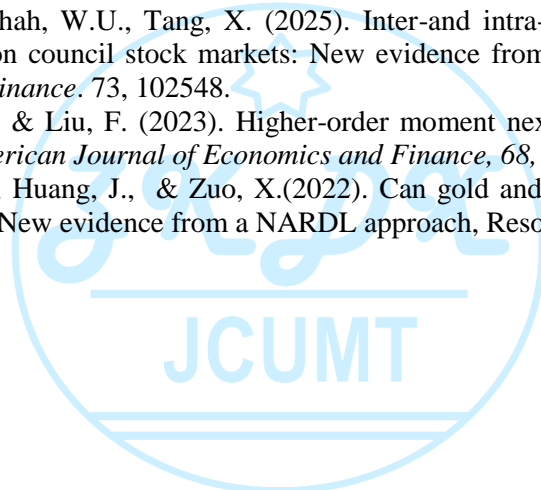 hah, W.U., Tang, X. (2025). Inter-and intra-
on council stock markets: New evidence from
inance. 73, 102548.
& Liu, F. (2023). Higher-order moment nex
erican Journal of Economics and Finance, 68,
Huang, J., & Zuo, X.(2022). Can gold and
New evidence from a NARDL approach, Reso
ZKDX
JCUMT